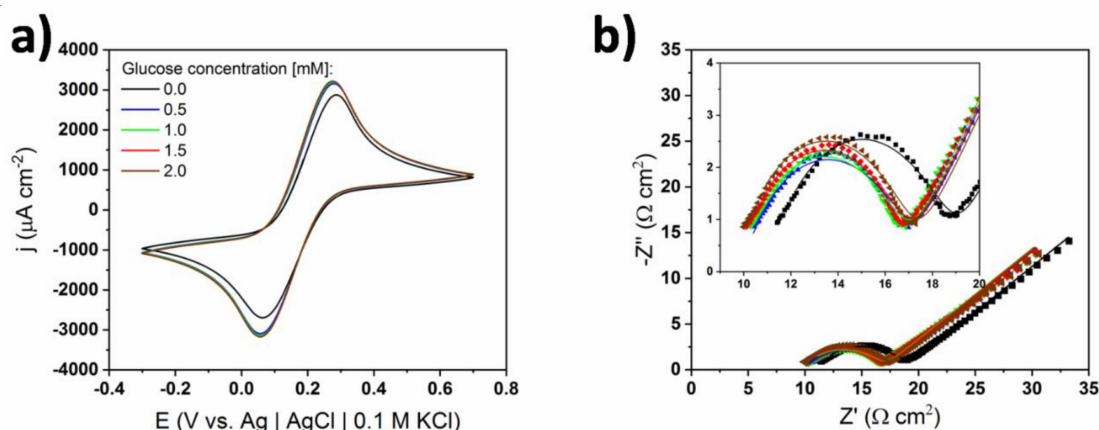 a)
4000
3000
2000
1000
0
-1000
-2000
-3000
-4000
j (µA cm-2)
Glucose concentration [mM]:
0.0
0.5
1.0
1.5
2.0
-0.4 -0.2 0.0 0.2 0.4 0.6 0.8
E (V vs. Ag | AgCl | 0.1 M KCl)
b)
35
30
25
20
15
10
5
0
-Z" (Ω cm2)
4
3
2
1
0
10 12 14 16 18 20
0 5 10 15 20 25 30 35
Z' (Ω cm2)